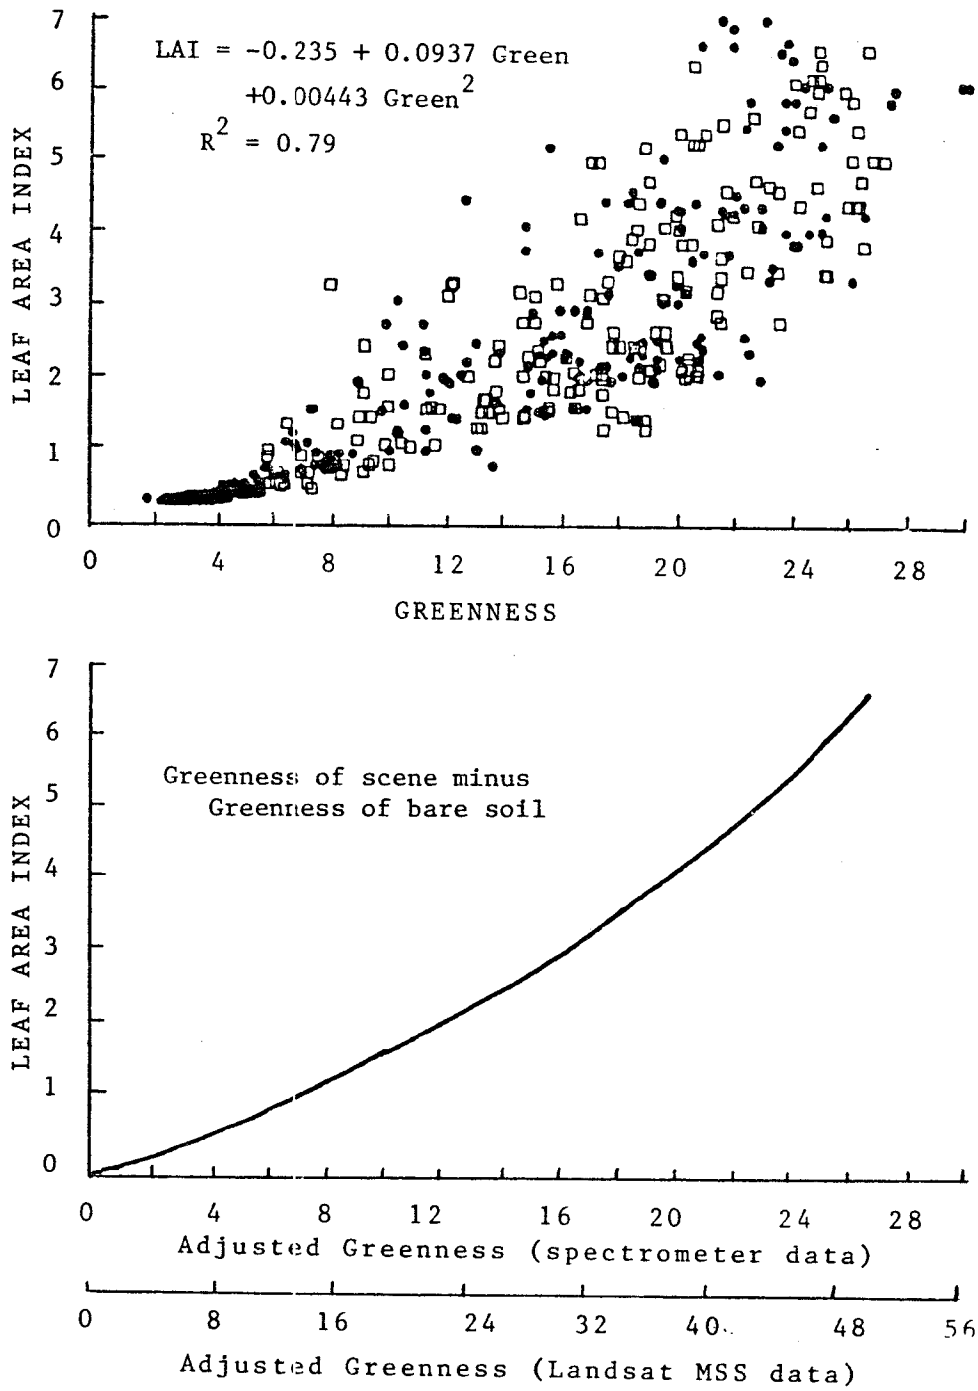 7
LAI = -0.235 + 0.0937 Green
6
+0.00443 Green²
R² = 0.79
5
4
3
2
1
0
LEAF AREA INDEX
0 4 8 12 16 20 24 28
GREENNESS
7
6
Greenness of scene minus
Greenness of bare soil
5
4
3
2
1
0
LEAF AREA INDEX
0 4 8 12 16 20 24 28
Adjusted Greenness (spectrometer data)
0 8 16 24 32 40 48 56
Adjusted Greenness (Landsat MSS data)